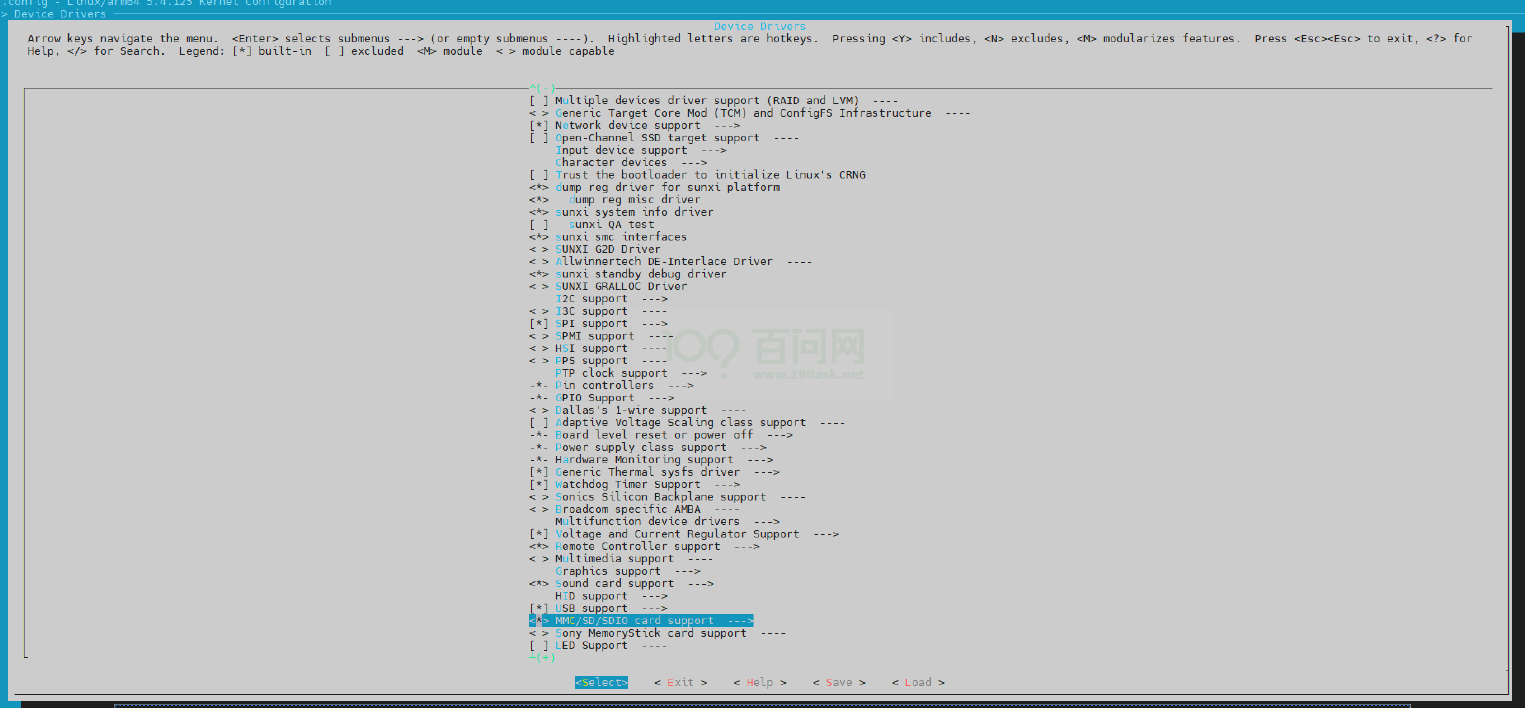 .config - Linux/arm64 5.4.125 Kernel Configuration
> Device Drivers
Device Drivers
Arrow keys navigate the menu.  <Enter> selects submenus ---> (or empty submenus ----).  Highlighted letters are hotkeys.  Pressing <Y> includes, <N> excludes, <M> modularizes features.  Press <Esc><Esc> to exit, <?> for
Help, </> for Search.  Legend: [*] built-in  [ ] excluded  <M> module  < > module capable
^(-)
[ ] Multiple devices driver support (RAID and LVM)  ----
< > Generic Target Core Mod (TCM) and ConfigFS Infrastructure  ----
[*] Network device support  --->
[ ] Open-Channel SSD target support  ----
Input device support  --->
Character devices  --->
[ ] Trust the bootloader to initialize Linux's CRNG
<*> dump reg driver for sunxi platform
<*>   dump reg misc driver
<*> sunxi system info driver
[ ]   sunxi QA test
<*> sunxi smc interfaces
< > SUNXI G2D Driver
< > Allwinnertech DE-Interlace Driver  ----
<*> sunxi standby debug driver
< > SUNXI GRALLOC Driver
I2C support  --->
< > I3C support  ----
[*] SPI support  --->
< > SPMI support  ----
< > HSI support  ----
< > PPS support  ----
PTP clock support  --->
-*- Pin controllers  --->
-*- GPIO Support  --->
< > Dallas's 1-wire support  ----
[ ] Adaptive Voltage Scaling class support  ----
-*- Board level reset or power off  --->
-*- Power supply class support  --->
-*- Hardware Monitoring support  --->
[*] Generic Thermal sysfs driver  --->
[*] Watchdog Timer Support  --->
< > Sonics Silicon Backplane support  ----
< > Broadcom specific AMBA  ----
Multifunction device drivers  --->
[*] Voltage and Current Regulator Support  --->
<*> Remote Controller support  --->
< > Multimedia support  ----
Graphics support  --->
<*> Sound card support  --->
HID support  --->
[*] USB support  --->
<*> MMC/SD/SDIO card support  --->
< > Sony MemoryStick card support  ----
[ ] LED Support  ----
┴(+)
<Select>    < Exit >    < Help >    < Save >    < Load >
百问网
www.100ask.net